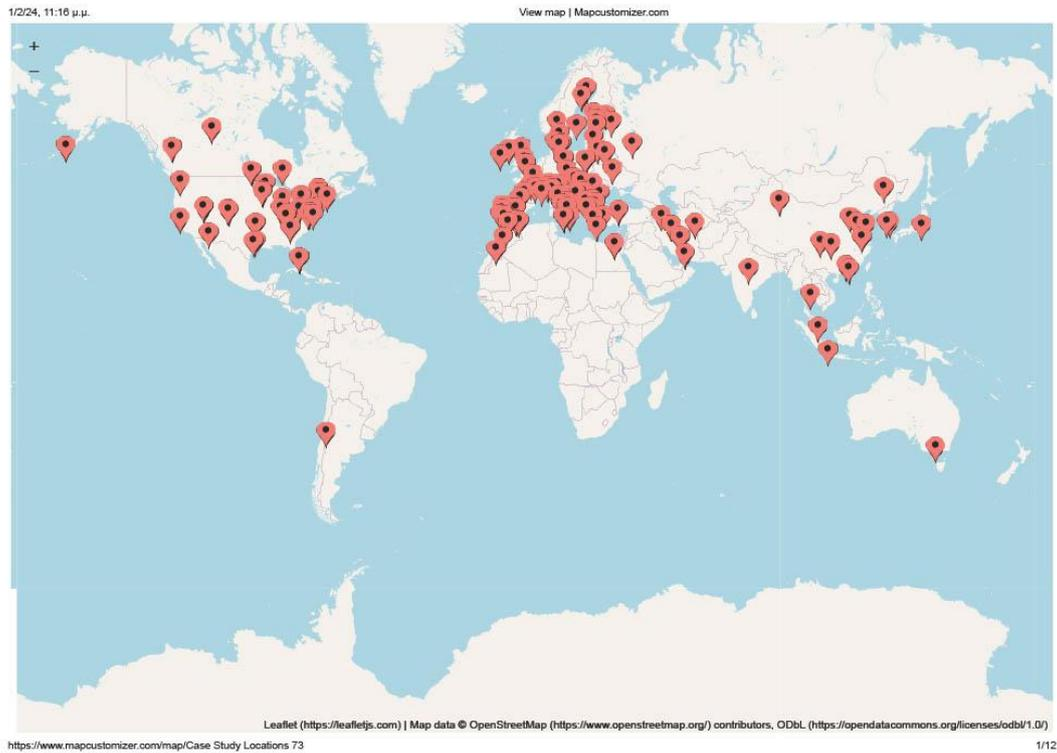 1/2/24, 11:16 μ.μ.
View map | Mapcustomizer.com
+
−
Leaflet (https://leafletjs.com) | Map data © OpenStreetMap (https://www.openstreetmap.org/) contributors, ODbL (https://opendatacommons.org/licenses/odbl/1.0/)
https://www.mapcustomizer.com/map/Case Study Locations 73
1/12